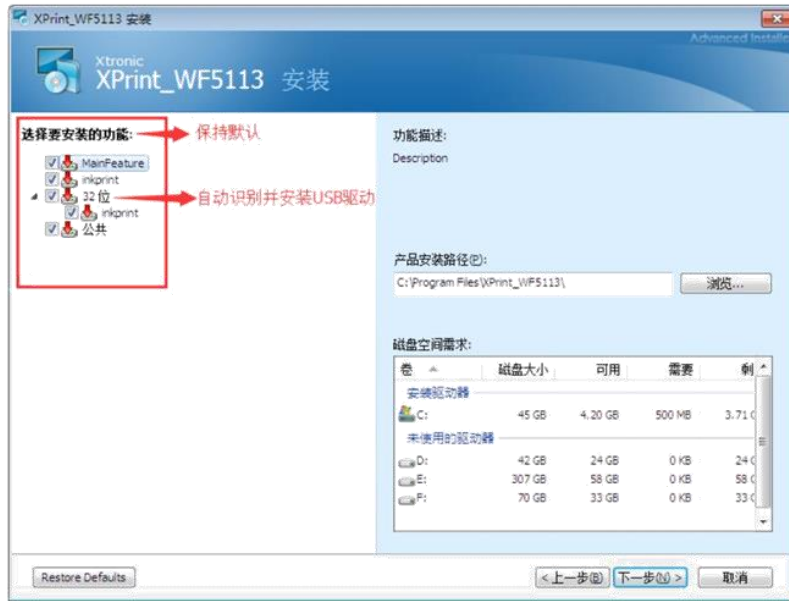 XPrint_WF5113 安装
Advanced Installer
Xtronic
XPrint_WF5113 安装
选择要安装的功能:
保持默认
MainFeature
inkprint
32 位
自动识别并安装USB驱动
inkprint
公共
功能描述:
Description
产品安装路径(P):
C:\Program Files\XPrint_WF5113\
浏览...
磁盘空间需求:
卷 磁盘大小 可用 需要 剩
安装驱动器
C: 45 GB 4.20 GB 500 MB 3.71 G
未使用的驱动器
D: 42 GB 24 GB 0 KB 24 G
E: 307 GB 58 GB 0 KB 58 G
F: 70 GB 33 GB 0 KB 33 G
Restore Defaults
<上一步(B) 下一步(N) > 取消